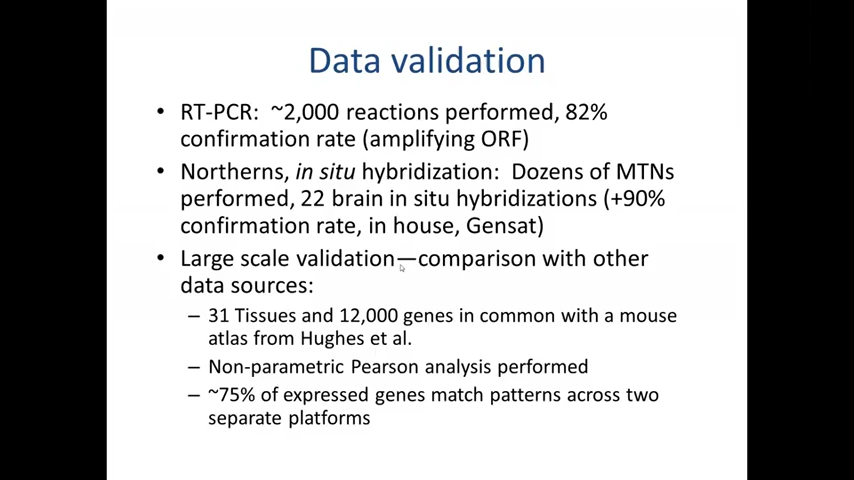 Data validation
• RT-PCR: ~2,000 reactions performed, 82%
confirmation rate (amplifying ORF)
• Northerns, in situ hybridization: Dozens of MTNs
performed, 22 brain in situ hybridizations (+90%
confirmation rate, in house, Gensat)
• Large scale validation—comparison with other
data sources:
– 31 Tissues and 12,000 genes in common with a mouse
atlas from Hughes et al.
– Non-parametric Pearson analysis performed
– ~75% of expressed genes match patterns across two
separate platforms